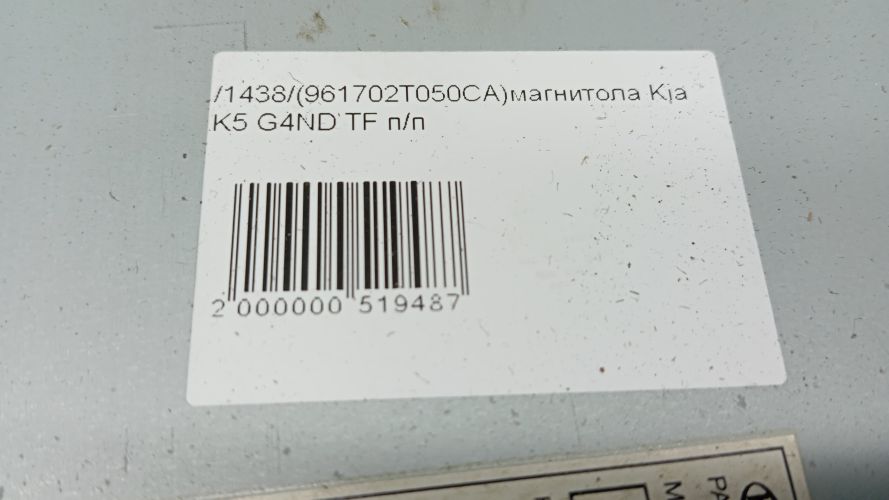 /1438/(961702T050CA)магнитола Kia
K5 G4ND TF п/п
2 000000 519487